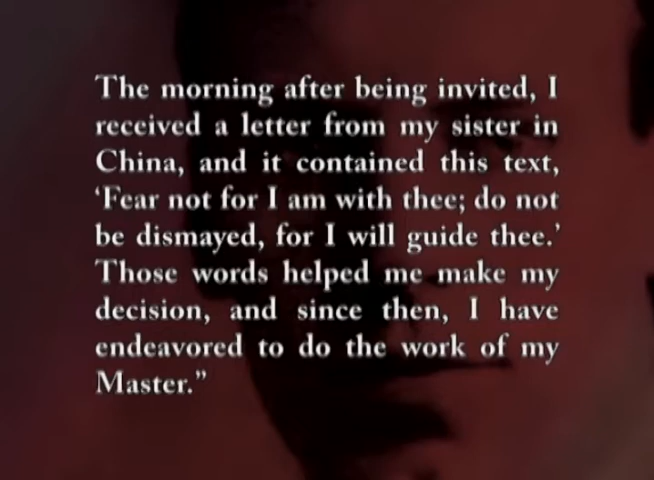 The morning after being invited, I
received a letter from my sister in
China, and it contained this text,
‘Fear not for I am with thee; do not
be dismayed, for I will guide thee.’
Those words helped me make my
decision, and since then, I have
endeavored to do the work of my
Master.”